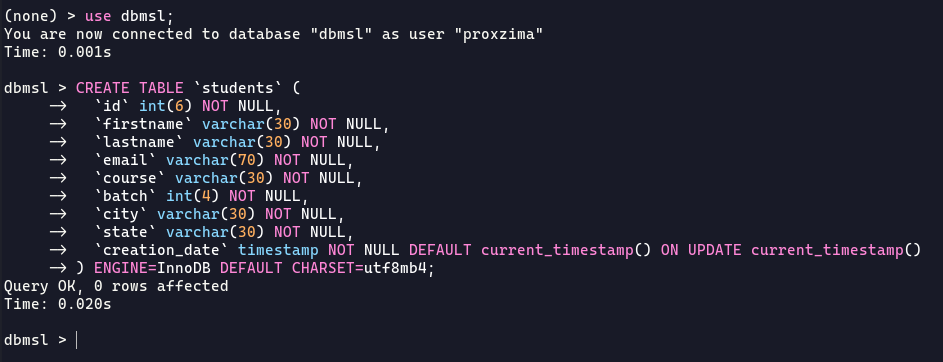 (none) > use dbmsl;
You are now connected to database "dbmsl" as user "proxzima"
Time: 0.001s
dbmsl > CREATE TABLE `students` (
→ `id` int(6) NOT NULL,
→ `firstname` varchar(30) NOT NULL,
→ `lastname` varchar(30) NOT NULL,
→ `email` varchar(70) NOT NULL,
→ `course` varchar(30) NOT NULL,
→ `batch` int(4) NOT NULL,
→ `city` varchar(30) NOT NULL,
→ `state` varchar(30) NOT NULL,
→ `creation_date` timestamp NOT NULL DEFAULT current_timestamp() ON UPDATE current_timestamp()
→ ) ENGINE=InnoDB DEFAULT CHARSET=utf8mb4;
Query OK, 0 rows affected
Time: 0.020s
dbmsl >